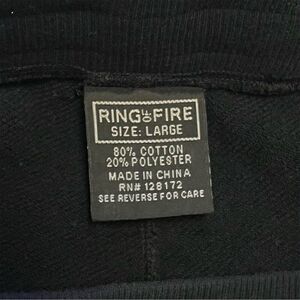 RING OF FIRE
SIZE: LARGE
80% COTTON
20% POLYESTER
MADE IN CHINA
RN# 128172
SEE REVERSE FOR CARE